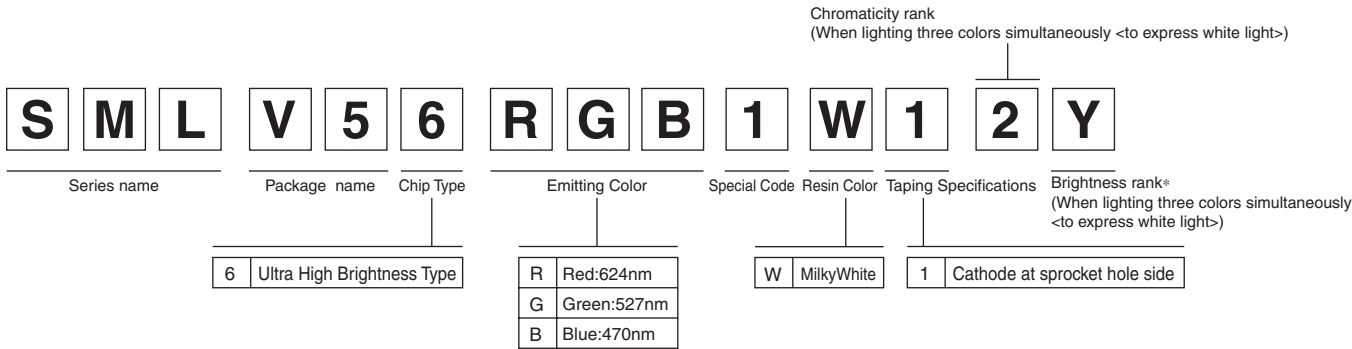 Chromaticity rank
(When lighting three colors simultaneously <to express white light>)
S M L V 5 6 R G B 1 W 1 2 Y
Series name Package name Chip Type Emitting Color Special Code Resin Color Taping Specifications Brightness rank*
(When lighting three colors simultaneously
<to express white light>)
6 Ultra High Brightness Type
R Red:624nm
G Green:527nm
B Blue:470nm
W MilkyWhite
1 Cathode at sprocket hole side